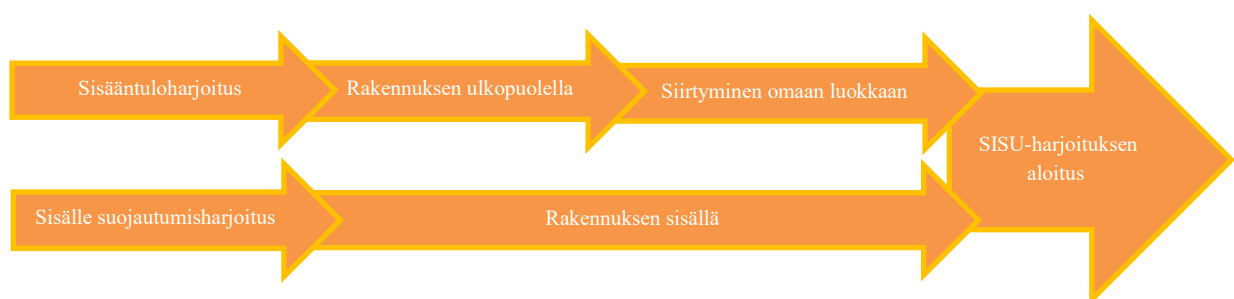 Sisääntuloharjoitus
Rakennuksen ulkopuolella
Siirtyminen omaan luokkaan
SISU-harjoituksen
aloitus
Sisälle suojautumisharjoitus
Rakennuksen sisällä